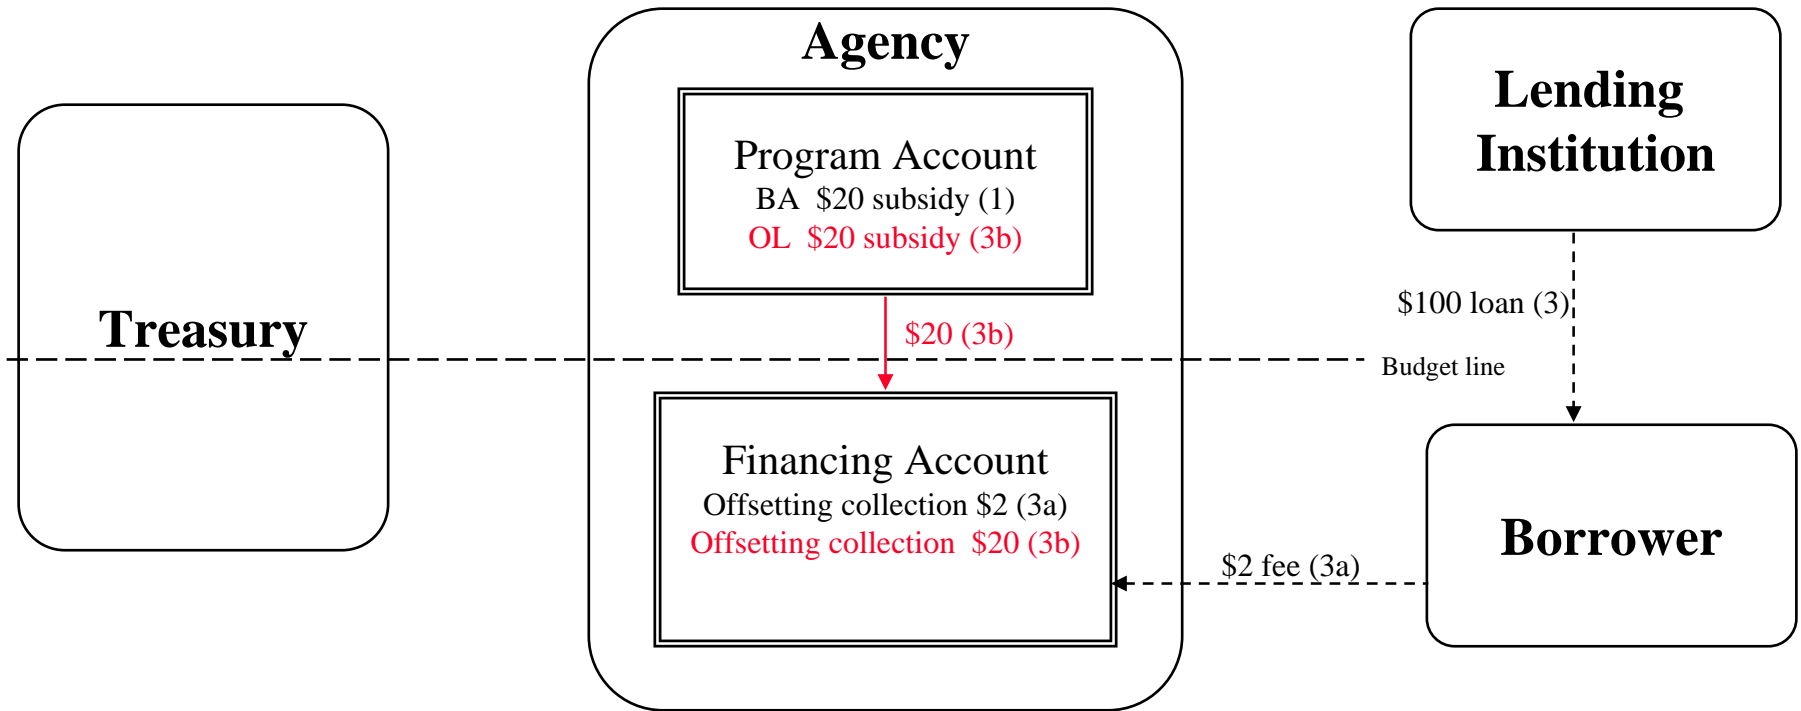 Agency
Program Account
BA $20 subsidy (1)
OL $20 subsidy (3b)
Lending
Institution
Treasury
$20 (3b)
$100 loan (3)
Budget line
Financing Account
Offsetting collection $2 (3a)
Offsetting collection $20 (3b)
$2 fee (3a)
Borrower